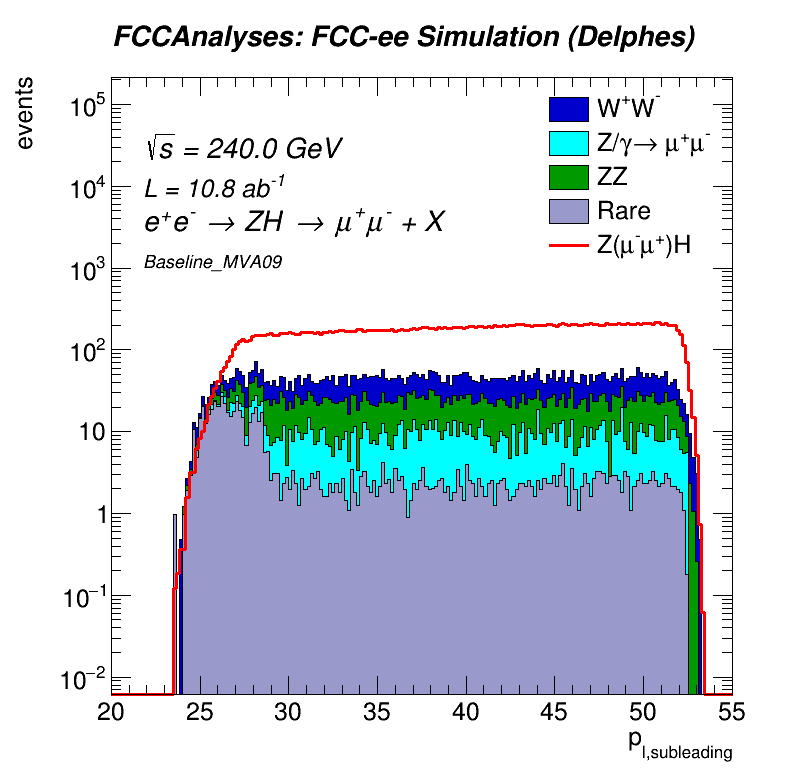 FCCAnalyses: FCC-ee Simulation (Delphes)
events
10⁵
10⁴
10³
10²
10
1
10⁻¹
10⁻²
√s = 240.0 GeV
L = 10.8 ab⁻¹
e⁺e⁻ → ZH → μ⁺μ⁻ + X
Baseline_MVA09
W⁺W⁻
Z/γ→ μ⁺μ⁻
ZZ
Rare
Z(μ⁻μ⁺)H
20 25 30 35 40 45 50 55
p_l,subleading